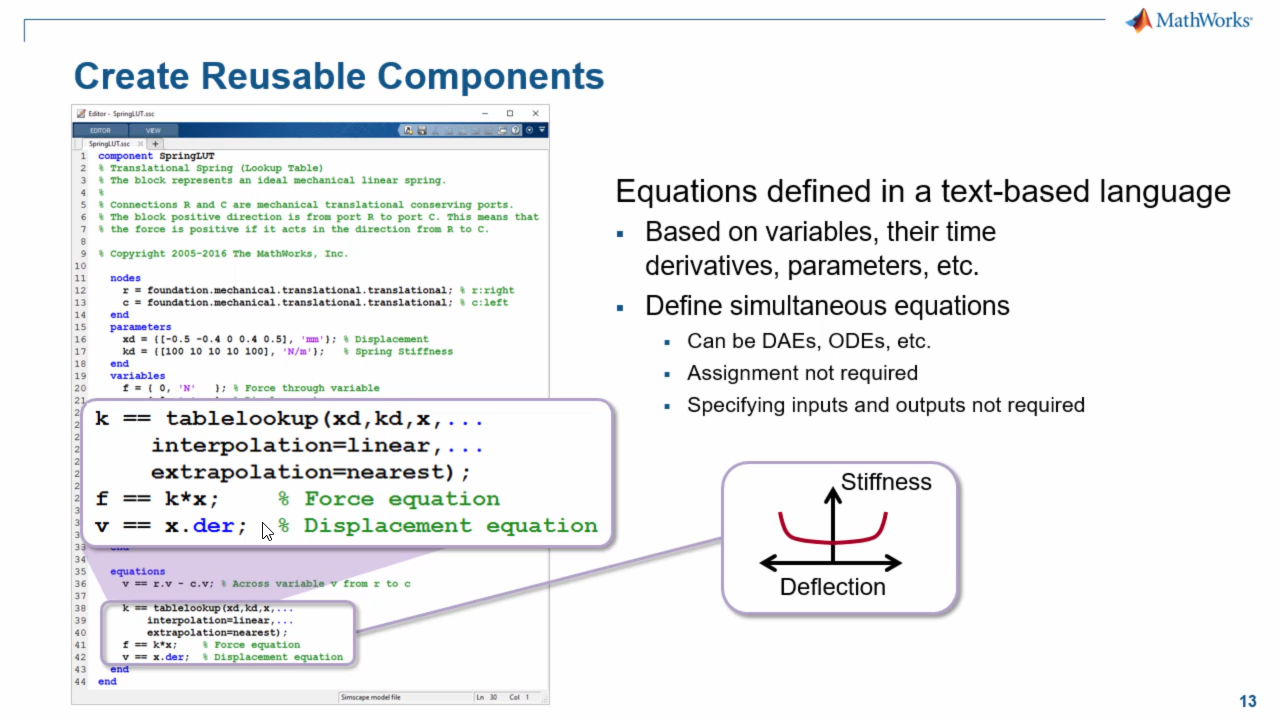 MathWorks
Create Reusable Components
Editor - SpringLUT.ssc
EDITOR VIEW
SpringLUT.ssc
1 component SpringLUT
2 % Translational Spring (Lookup Table)
3 % The block represents an ideal mechanical linear spring.
4 %
5 % Connections R and C are mechanical translational conserving ports.
6 % The block positive direction is from port R to port C. This means that
7 % the force is positive if it acts in the direction from R to C.
8
9 % Copyright 2005-2016 The MathWorks, Inc.
10
11 nodes
12 r = foundation.mechanical.translational.translational; % r:right
13 c = foundation.mechanical.translational.translational; % c:left
14 end
15 parameters
16 xd = {[-0.5 -0.4 0 0.4 0.5], 'mm'}; % Displacement
17 kd = {[100 10 10 10 100], 'N/m'}; % Spring Stiffness
18 end
19 variables
20 f = { 0, 'N' }; % Force through variable
21
k == tablelookup(xd,kd,x,...
interpolation=linear,...
extrapolation=nearest);
f == k*x; % Force equation
v == x.der; % Displacement equation
33 end
34
35 equations
36 v == r.v - c.v; % Across variable v from r to c
37
38 k == tablelookup(xd,kd,x,...
39 interpolation=linear,...
40 extrapolation=nearest);
41 f == k*x; % Force equation
42 v == x.der; % Displacement equation
43 end
44 end
Simscape model file Ln 30 Col 1
Equations defined in a text-based language
▪ Based on variables, their time
derivatives, parameters, etc.
▪ Define simultaneous equations
▪ Can be DAEs, ODEs, etc.
▪ Assignment not required
▪ Specifying inputs and outputs not required
Stiffness
Deflection
13